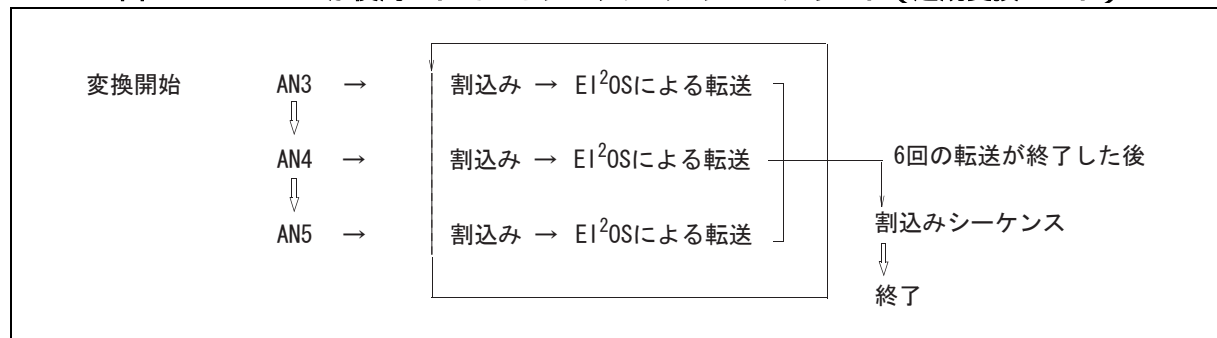 変換開始 AN3 → 割込み → EI²OSによる転送
AN4 → 割込み → EI²OSによる転送
6回の転送が終了した後
AN5 → 割込み → EI²OSによる転送
割込みシーケンス
終了